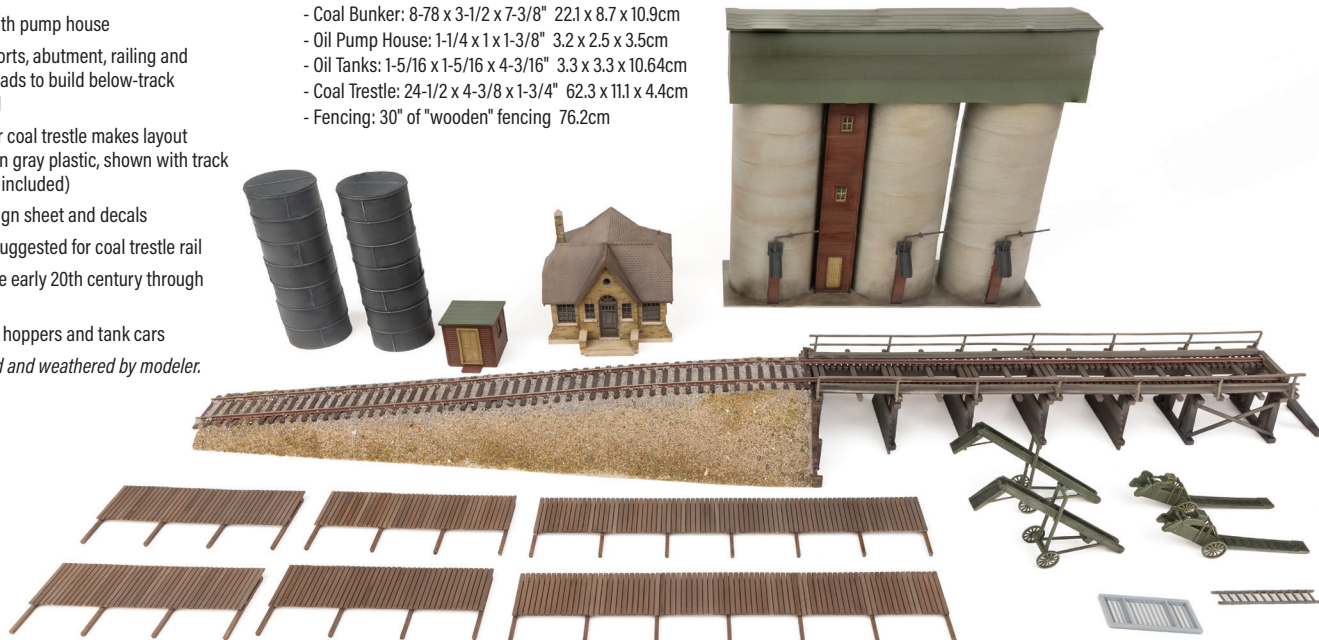 th pump house
orts, abutment, railing and
ads to build below-track
r coal trestle makes layout
n gray plastic, shown with track
included)
gn sheet and decals
uggested for coal trestle rail
e early 20th century through
hoppers and tank cars
d and weathered by modeler.
- Coal Bunker: 8-78 x 3-1/2 x 7-3/8" 22.1 x 8.7 x 10.9cm
- Oil Pump House: 1-1/4 x 1 x 1-3/8" 3.2 x 2.5 x 3.5cm
- Oil Tanks: 1-5/16 x 1-5/16 x 4-3/16" 3.3 x 3.3 x 10.64cm
- Coal Trestle: 24-1/2 x 4-3/8 x 1-3/4" 62.3 x 11.1 x 4.4cm
- Fencing: 30" of "wooden" fencing 76.2cm